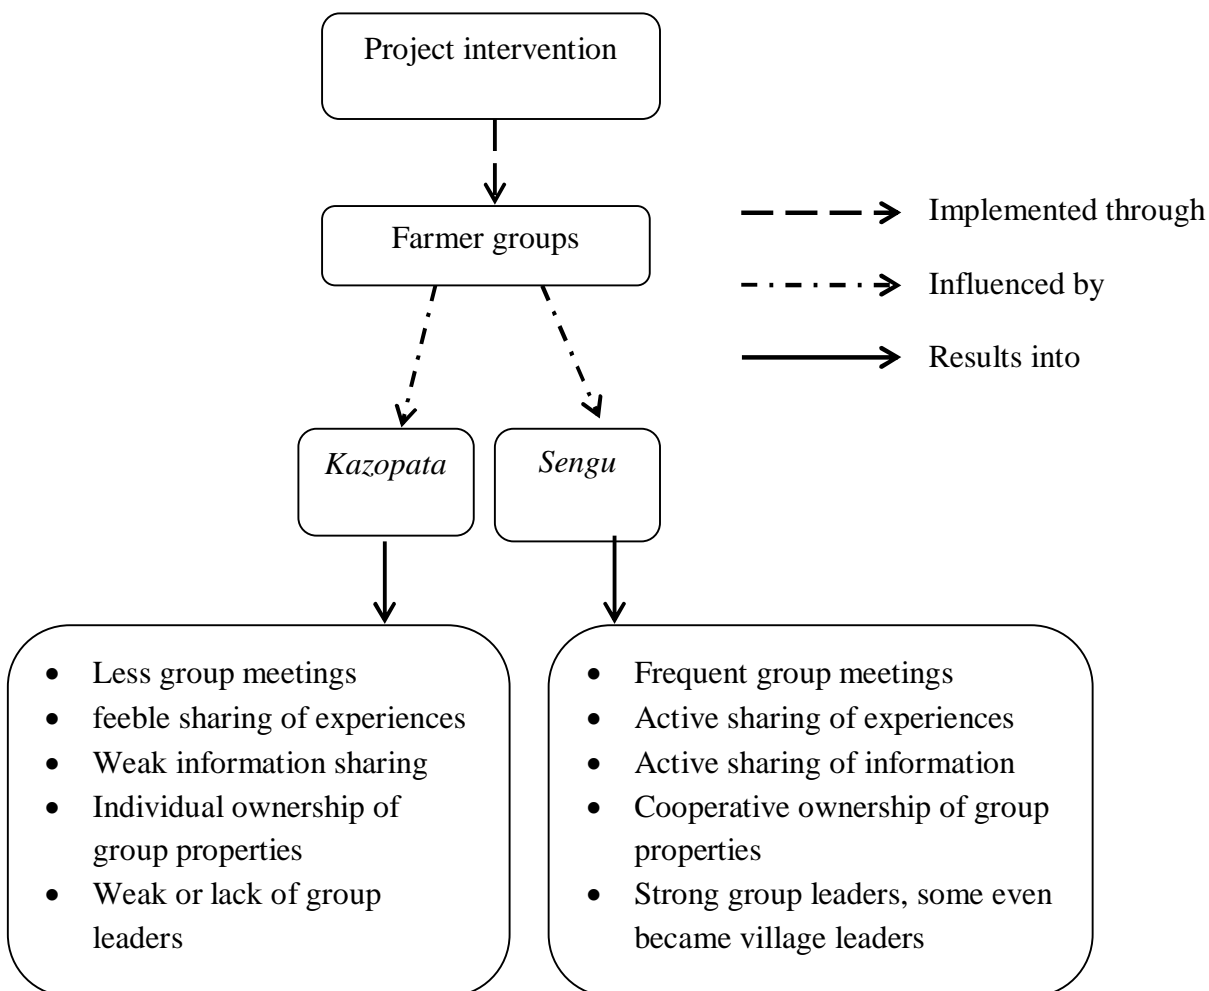 Project intervention
Farmer groups
Implemented through
Influenced by
Results into
Kazopata
Sengu
• Less group meetings
• feeble sharing of experiences
• Weak information sharing
• Individual ownership of
group properties
• Weak or lack of group
leaders
• Frequent group meetings
• Active sharing of experiences
• Active sharing of information
• Cooperative ownership of group
properties
• Strong group leaders, some even
became village leaders